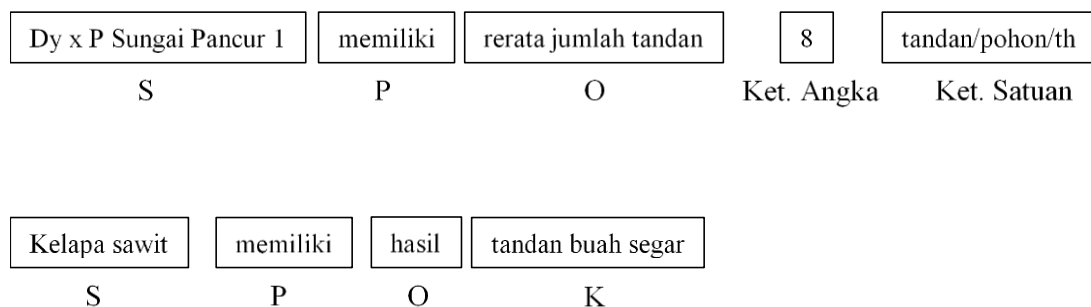 Dy x P Sungai Pancur 1 memiliki rerata jumlah tandan 8 tandan/pohon/th
S P O Ket. Angka Ket. Satuan
Kelapa sawit memiliki hasil tandan buah segar
S P O K